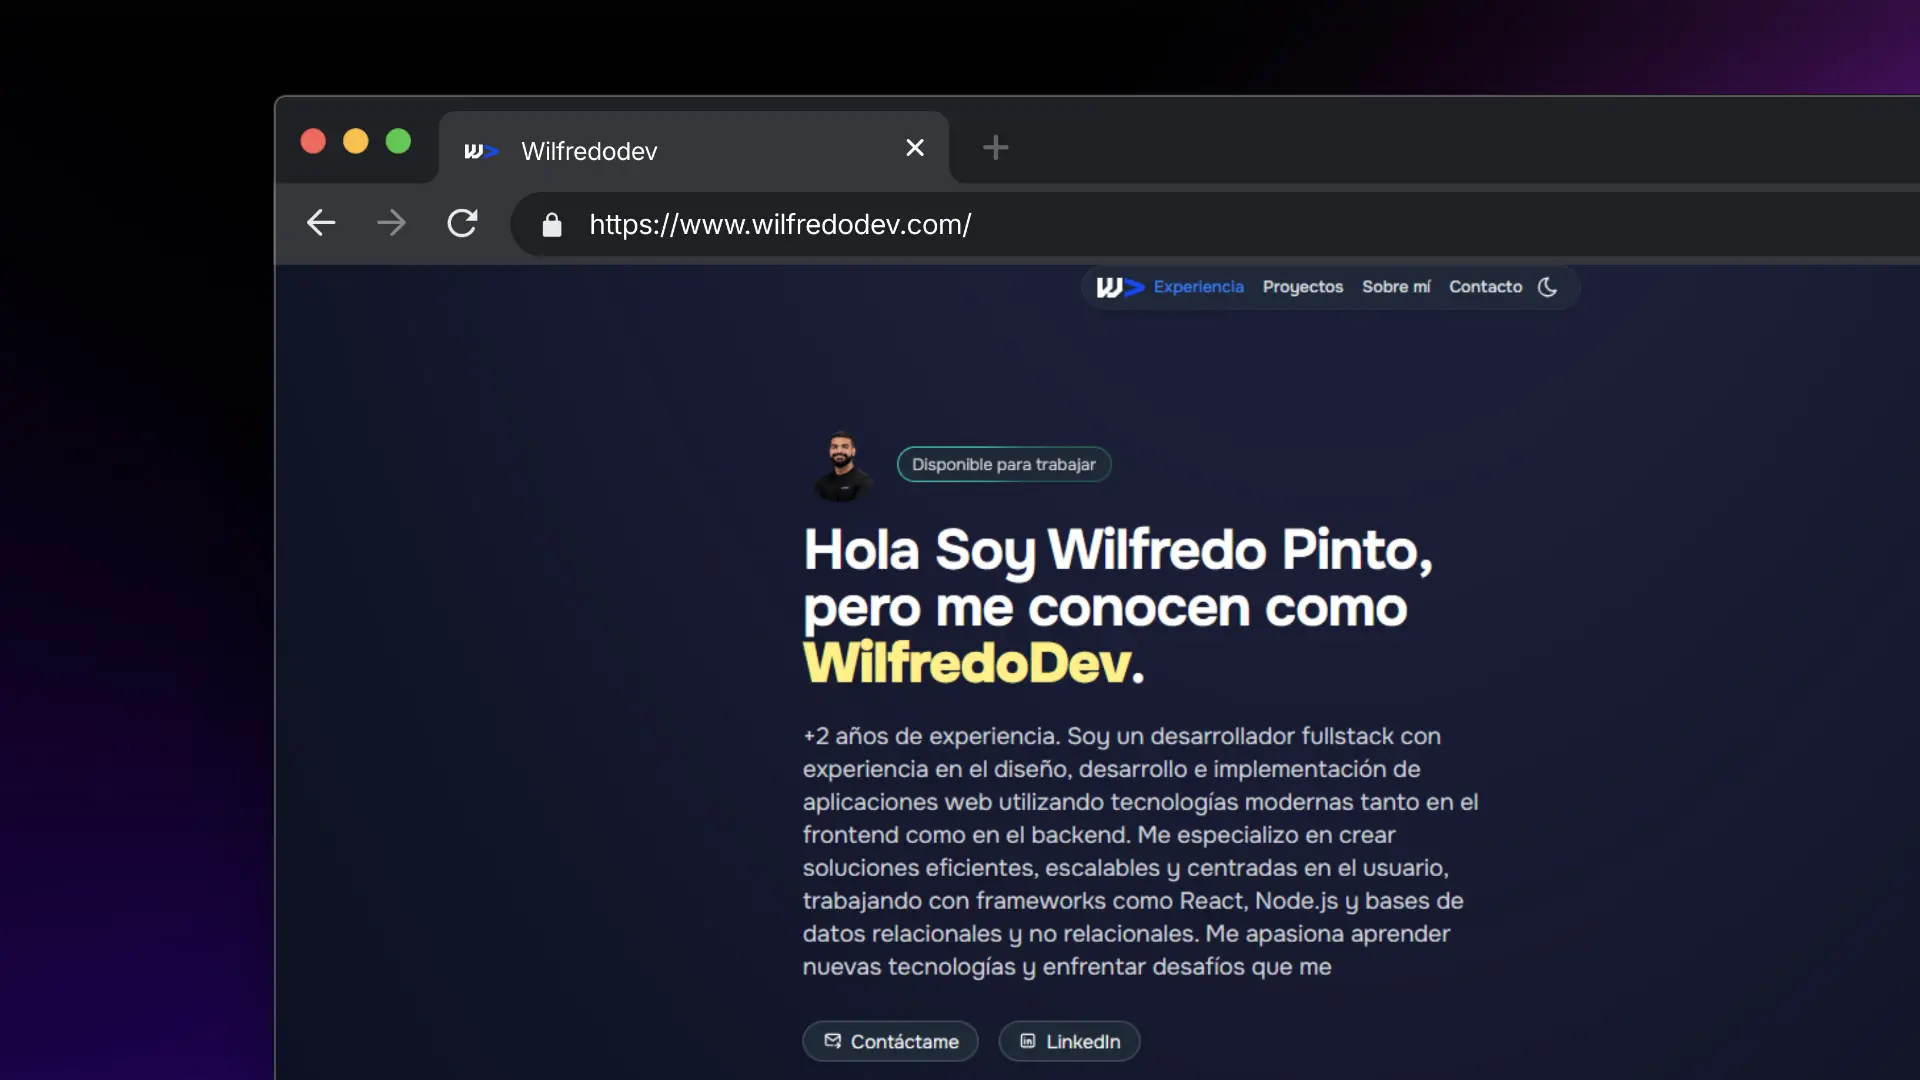 W> Wilfredodev
https://www.wilfredodev.com/
W> Experiencia Proyectos Sobre mí Contacto
Disponible para trabajar
Hola Soy Wilfredo Pinto,
pero me conocen como
WilfredoDev.
+2 años de experiencia. Soy un desarrollador fullstack con
experiencia en el diseño, desarrollo e implementación de
aplicaciones web utilizando tecnologías modernas tanto en el
frontend como en el backend. Me especializo en crear
soluciones eficientes, escalables y centradas en el usuario,
trabajando con frameworks como React, Node.js y bases de
datos relacionales y no relacionales. Me apasiona aprender
nuevas tecnologías y enfrentar desafíos que me
Contáctame
LinkedIn